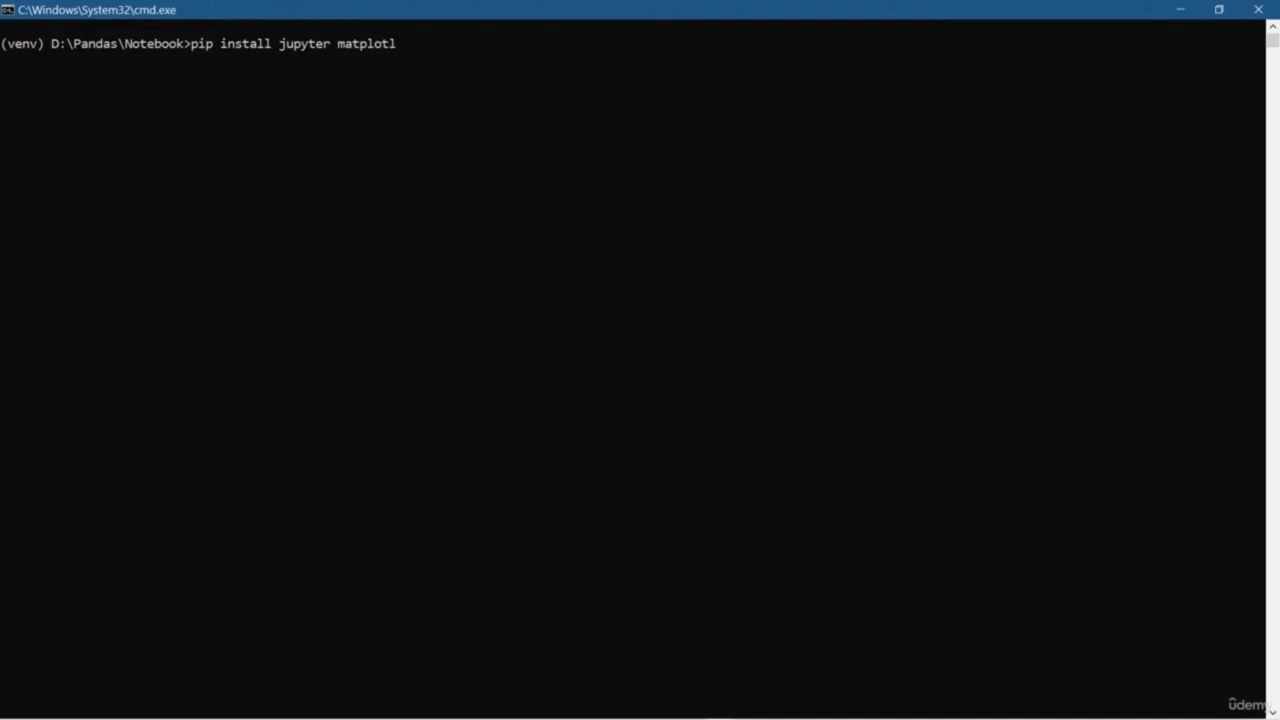 C:\Windows\System32\cmd.exe
(venv) D:\Pandas\Notebook>pip install jupyter matplotl
ûdemy